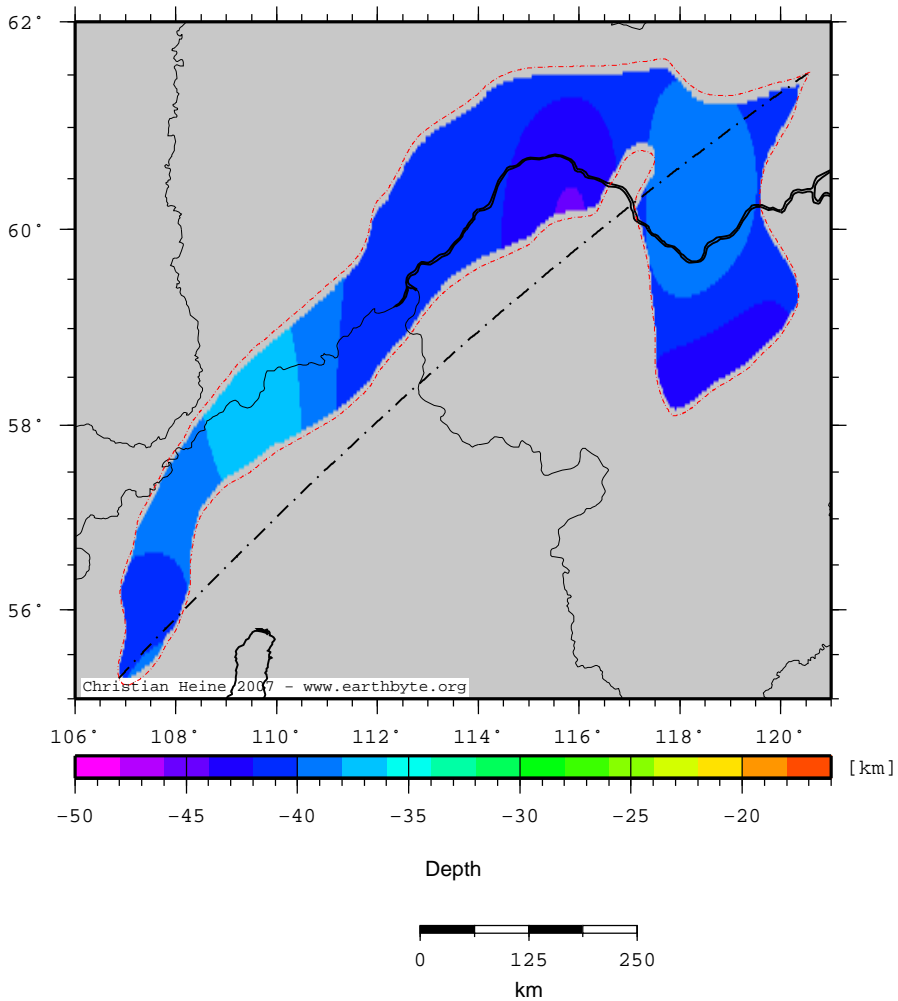 62°
60°
58°
56°
Christian Heine 2007 - www.earthbyte.org
106° 108° 110° 112° 114° 116° 118° 120°
[km]
−50 −45 −40 −35 −30 −25 −20
Depth
0 125 250
km